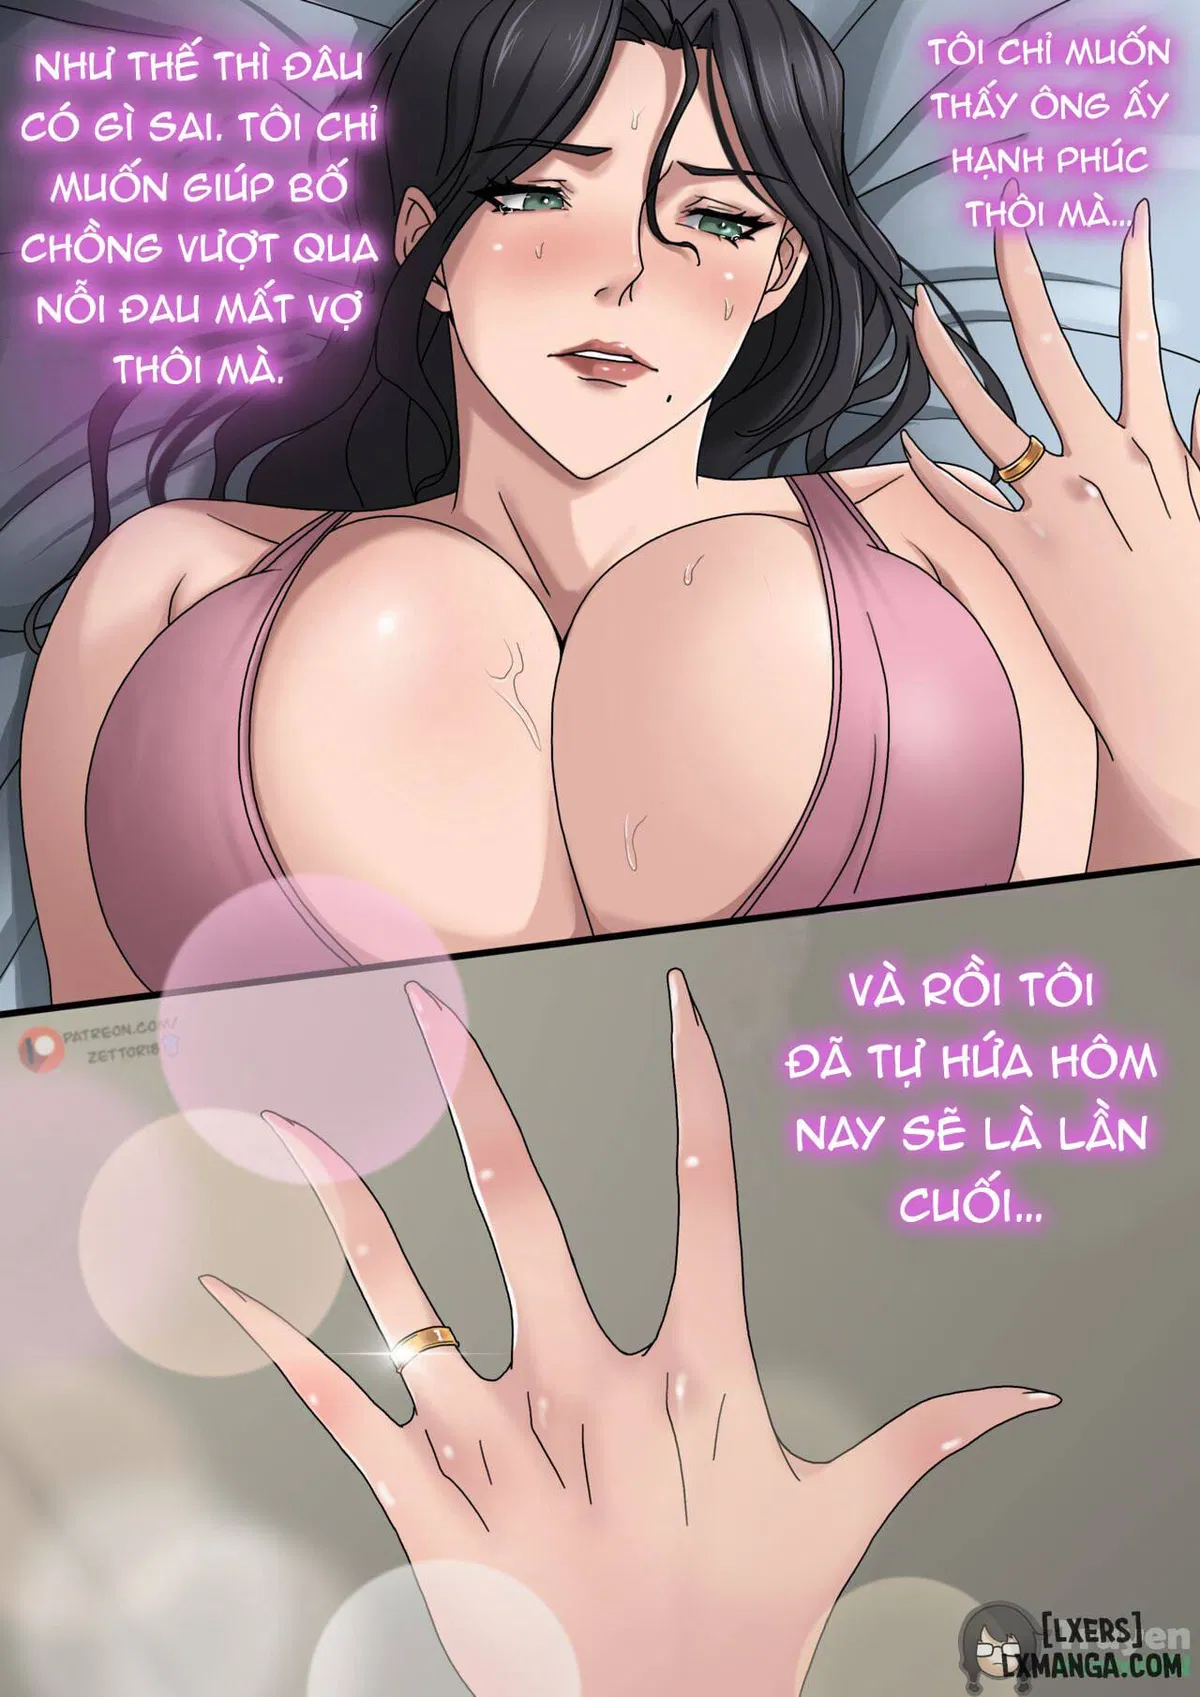 NHƯ THẾ THÌ ĐÂU
CÓ GÌ SAI. TÔI CHỈ
MUỐN GIÚP BỐ
CHỒNG VƯỢT QUA
NỖI ĐAU MẤT VỢ
THÔI MÀ.
TÔI CHỈ MUỐN
THẤY ÔNG ẤY
HẠNH PHÚC
THÔI MÀ...
PATREON.COM/
ZETTOR18
VÀ RỒI TÔI
ĐÃ TỰ HỨA HÔM
NAY SẼ LÀ LẦN
CUỐI...
[LXERS]
LXMANGA.COM